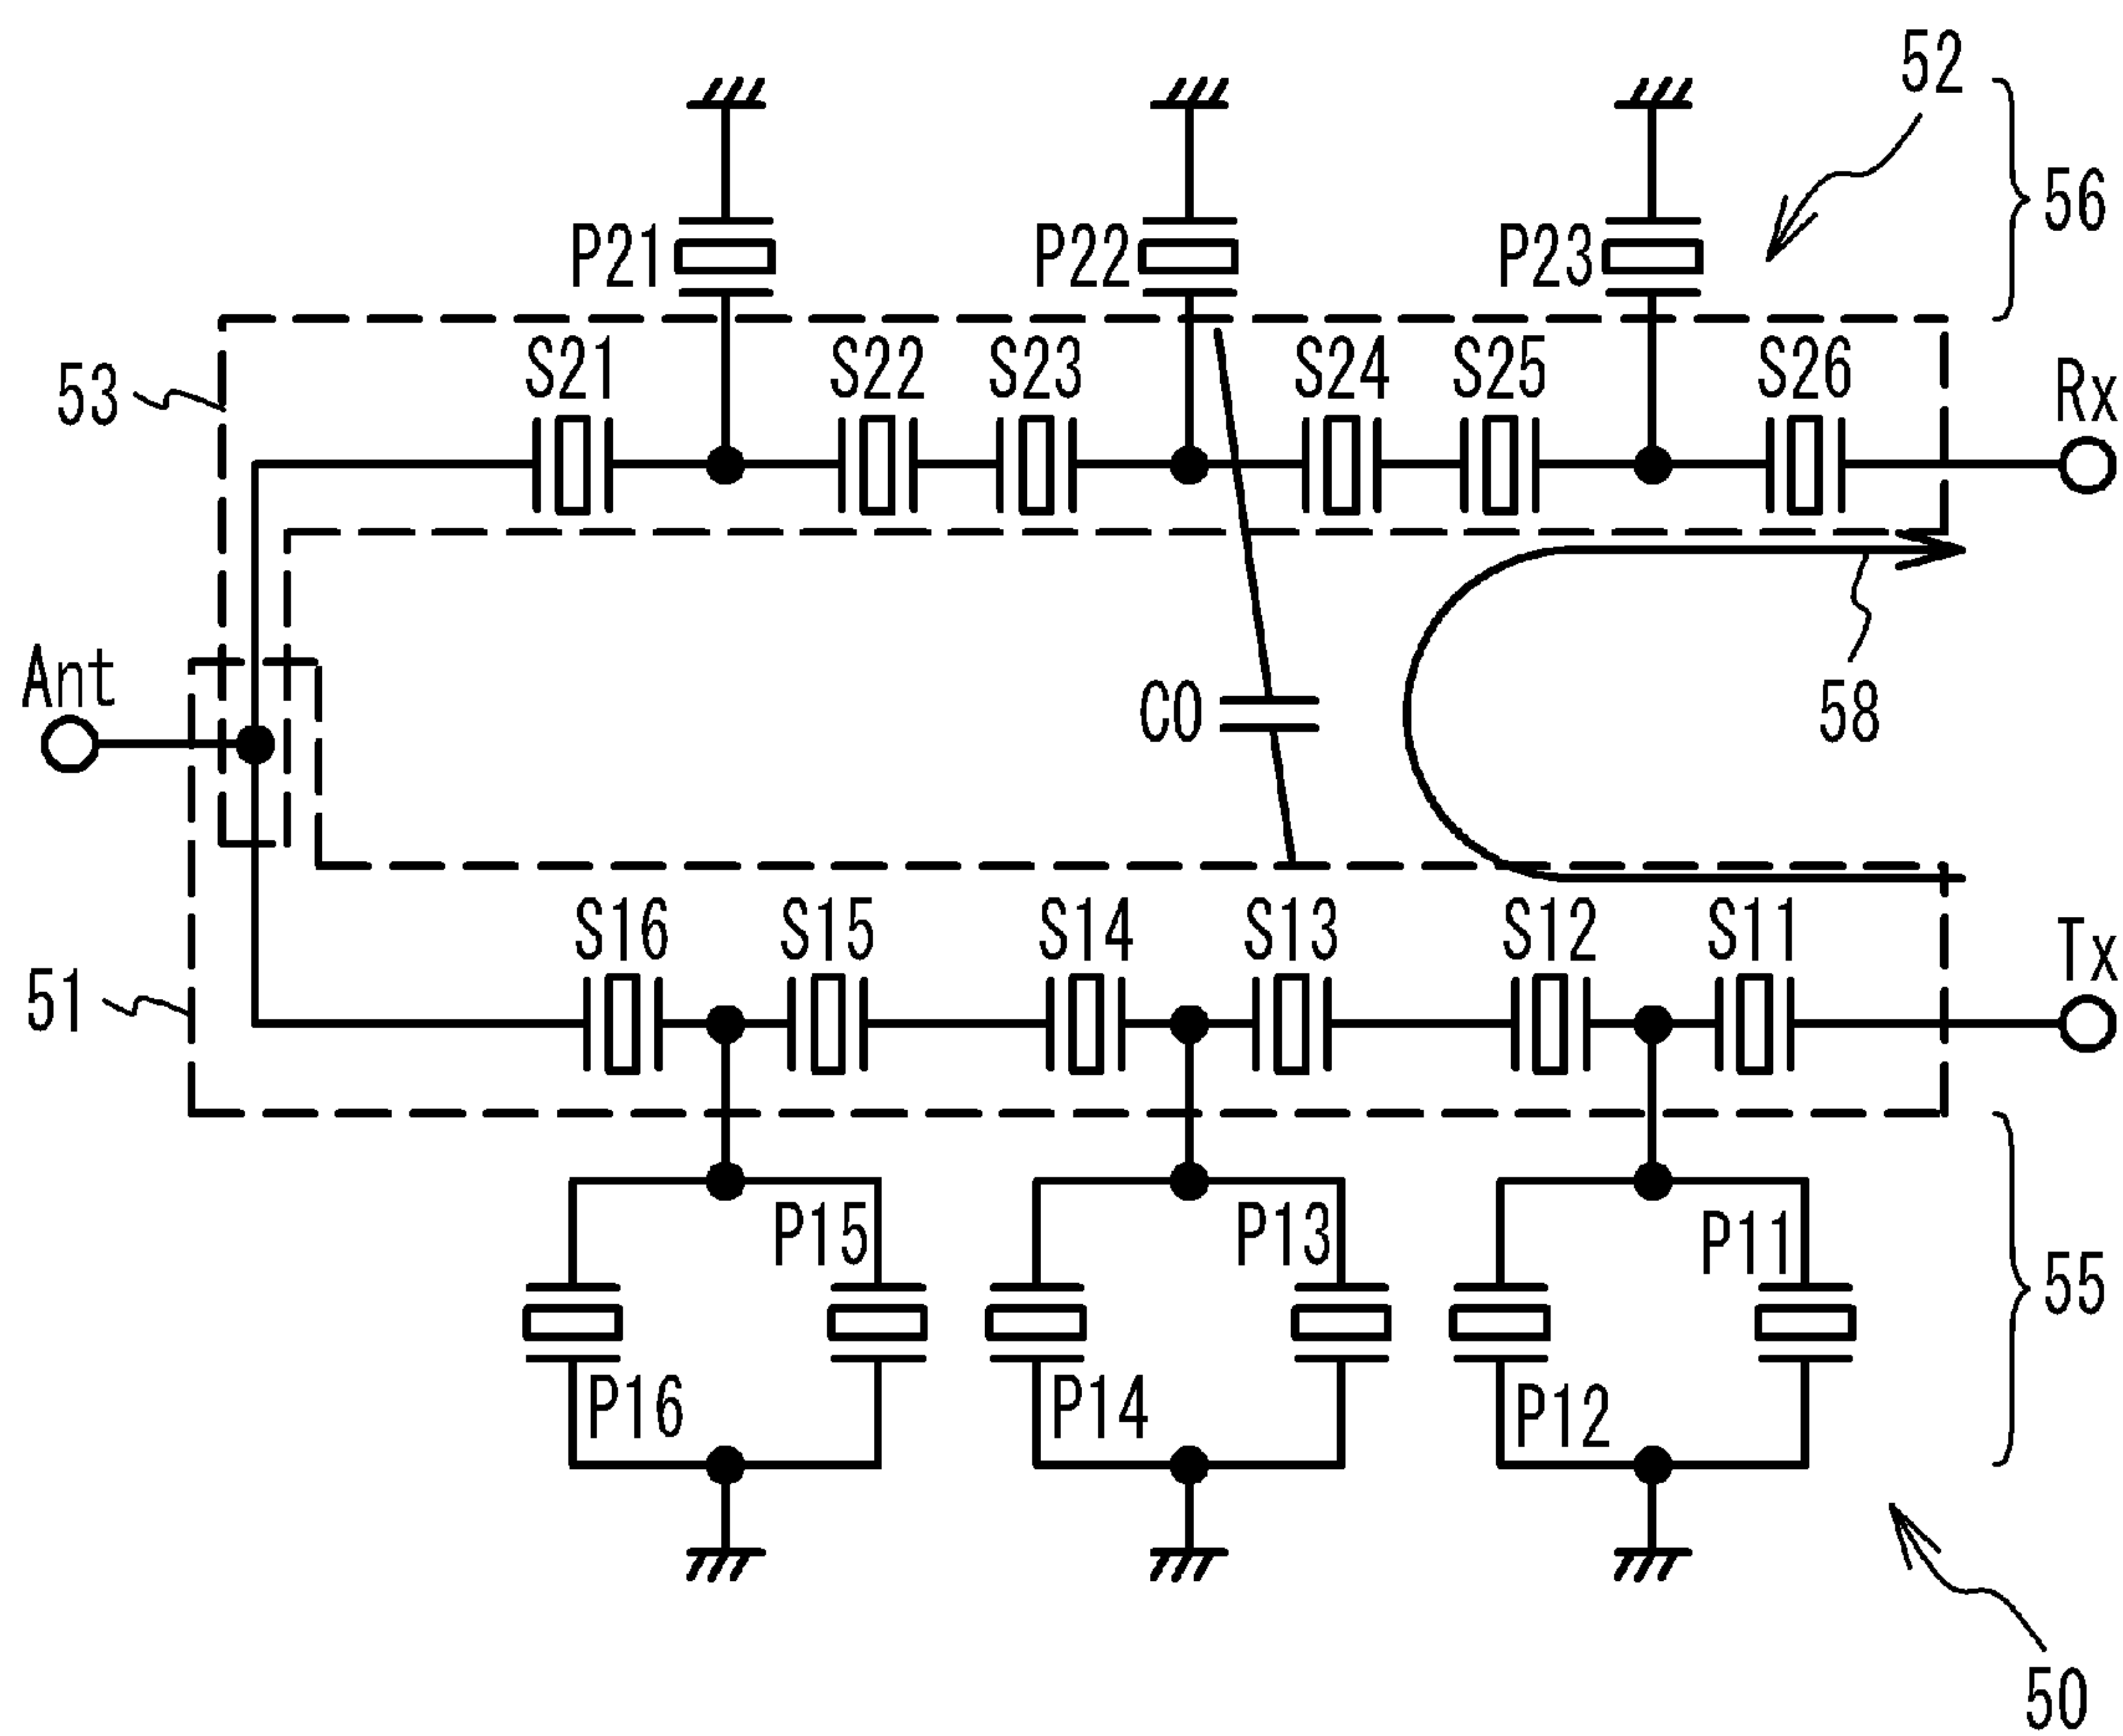 52
56
P21 P22 P23
S21 S22 S23 S24 S25 S26
53
Rx
Ant
C0
58
S16 S15 S14 S13 S12 S11
Tx
51
P15 P13 P11
55
P16 P14 P12
50